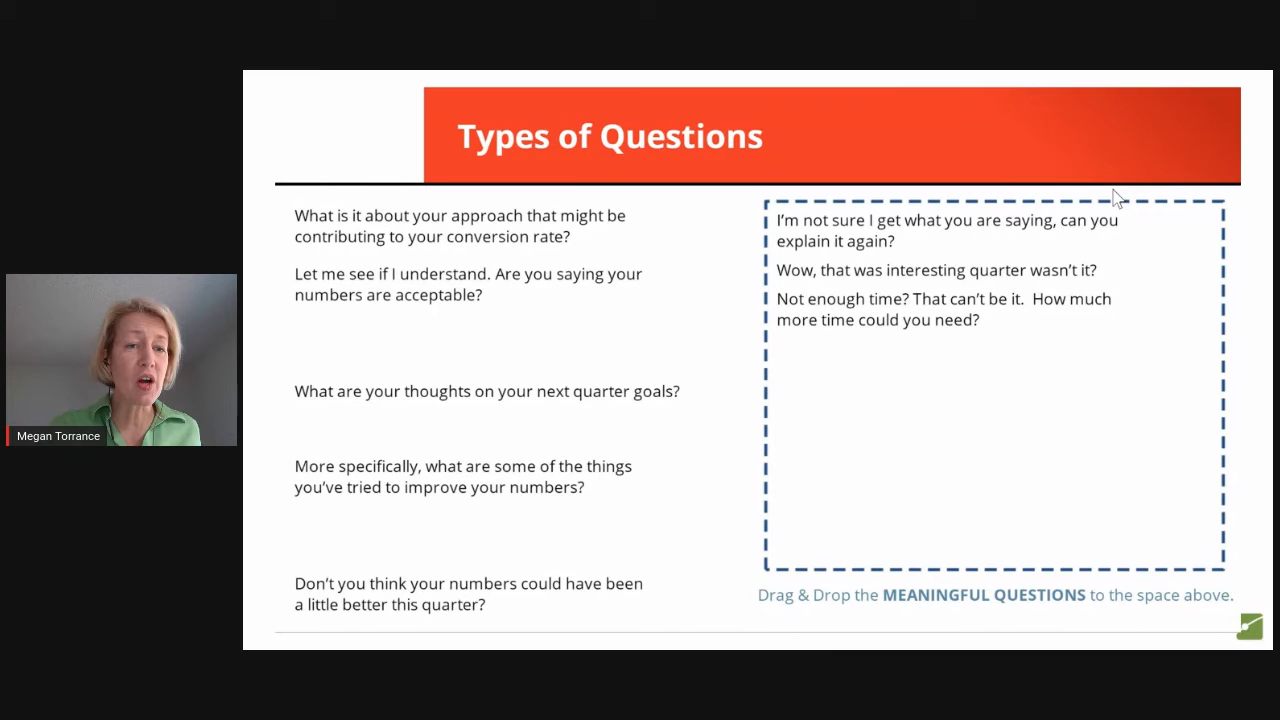 Types of Questions
What is it about your approach that might be
contributing to your conversion rate?
Let me see if I understand. Are you saying your
numbers are acceptable?
What are your thoughts on your next quarter goals?
More specifically, what are some of the things
you've tried to improve your numbers?
Don't you think your numbers could have been
a little better this quarter?
I'm not sure I get what you are saying, can you
explain it again?
Wow, that was interesting quarter wasn't it?
Not enough time? That can't be it.  How much
more time could you need?
Drag & Drop the MEANINGFUL QUESTIONS to the space above.
Megan Torrance